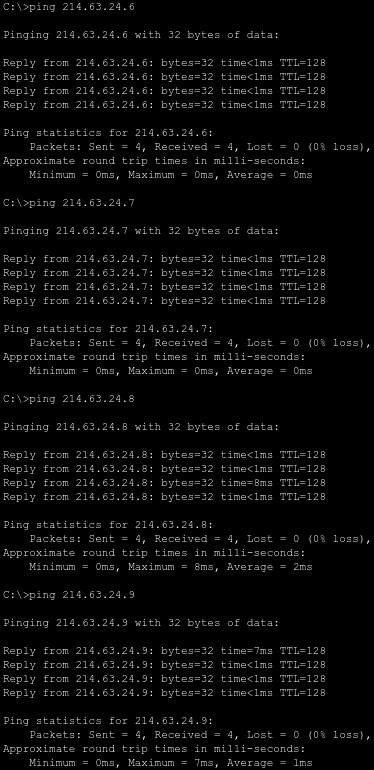 C:\>ping 214.63.24.6
Pinging 214.63.24.6 with 32 bytes of data:
Reply from 214.63.24.6: bytes=32 time<1ms TTL=128
Reply from 214.63.24.6: bytes=32 time<1ms TTL=128
Reply from 214.63.24.6: bytes=32 time<1ms TTL=128
Reply from 214.63.24.6: bytes=32 time<1ms TTL=128
Ping statistics for 214.63.24.6:
    Packets: Sent = 4, Received = 4, Lost = 0 (0% loss),
Approximate round trip times in milli-seconds:
    Minimum = 0ms, Maximum = 0ms, Average = 0ms
C:\>ping 214.63.24.7
Pinging 214.63.24.7 with 32 bytes of data:
Reply from 214.63.24.7: bytes=32 time<1ms TTL=128
Reply from 214.63.24.7: bytes=32 time<1ms TTL=128
Reply from 214.63.24.7: bytes=32 time<1ms TTL=128
Reply from 214.63.24.7: bytes=32 time<1ms TTL=128
Ping statistics for 214.63.24.7:
    Packets: Sent = 4, Received = 4, Lost = 0 (0% loss),
Approximate round trip times in milli-seconds:
    Minimum = 0ms, Maximum = 0ms, Average = 0ms
C:\>ping 214.63.24.8
Pinging 214.63.24.8 with 32 bytes of data:
Reply from 214.63.24.8: bytes=32 time<1ms TTL=128
Reply from 214.63.24.8: bytes=32 time<1ms TTL=128
Reply from 214.63.24.8: bytes=32 time=8ms TTL=128
Reply from 214.63.24.8: bytes=32 time<1ms TTL=128
Ping statistics for 214.63.24.8:
    Packets: Sent = 4, Received = 4, Lost = 0 (0% loss),
Approximate round trip times in milli-seconds:
    Minimum = 0ms, Maximum = 8ms, Average = 2ms
C:\>ping 214.63.24.9
Pinging 214.63.24.9 with 32 bytes of data:
Reply from 214.63.24.9: bytes=32 time=7ms TTL=128
Reply from 214.63.24.9: bytes=32 time<1ms TTL=128
Reply from 214.63.24.9: bytes=32 time<1ms TTL=128
Reply from 214.63.24.9: bytes=32 time<1ms TTL=128
Ping statistics for 214.63.24.9:
    Packets: Sent = 4, Received = 4, Lost = 0 (0% loss),
Approximate round trip times in milli-seconds:
    Minimum = 0ms, Maximum = 7ms, Average = 1ms